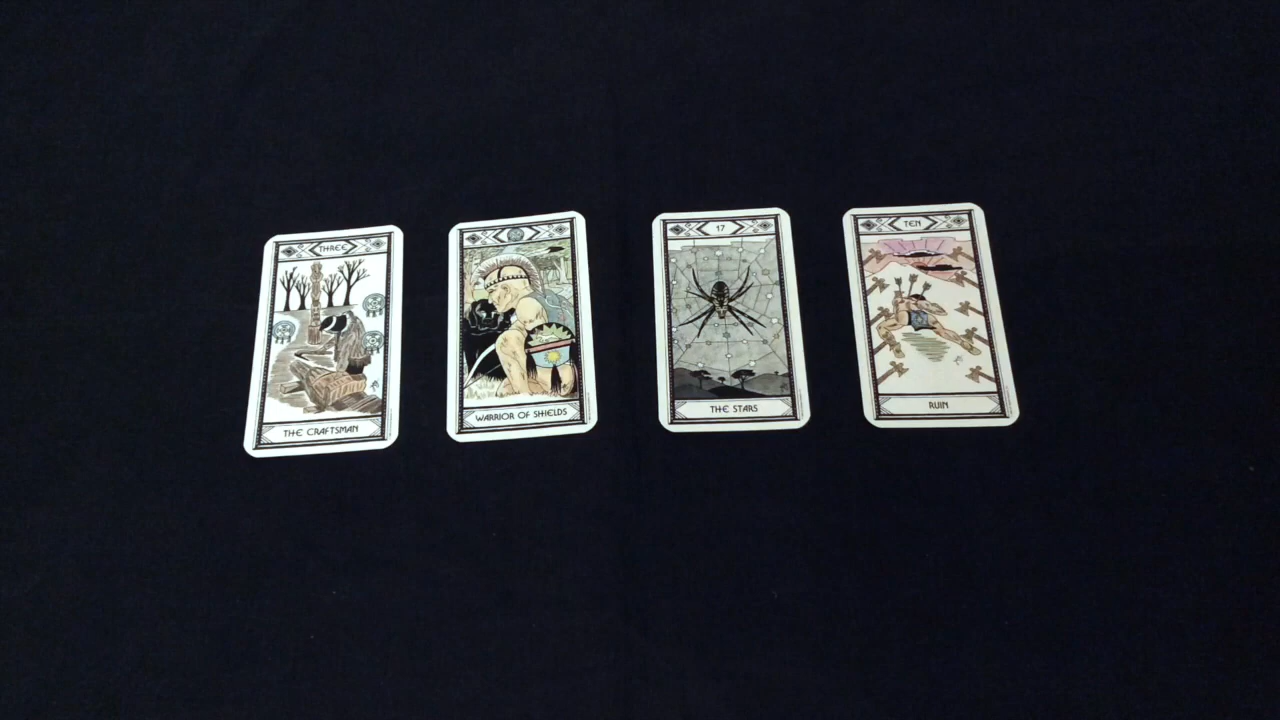 THREE
THE CRAFTSMAN
WARRIOR OF SHIELDS
17
THE STARS
TEN
RUIN